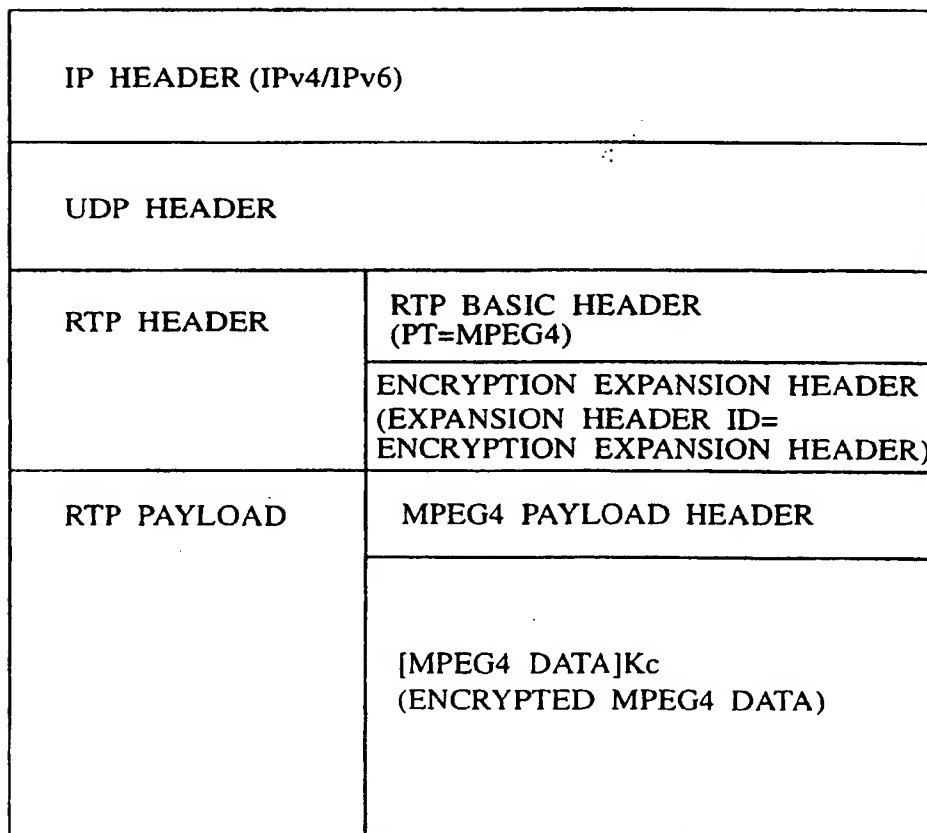 IP HEADER (IPv4/IPv6)
UDP HEADER
RTP HEADER
RTP BASIC HEADER
(PT=MPEG4)
ENCRYPTION EXPANSION HEADER
(EXPANSION HEADER ID=
ENCRYPTION EXPANSION HEADER)
RTP PAYLOAD
MPEG4 PAYLOAD HEADER
[MPEG4 DATA]Kc
(ENCRYPTED MPEG4 DATA)